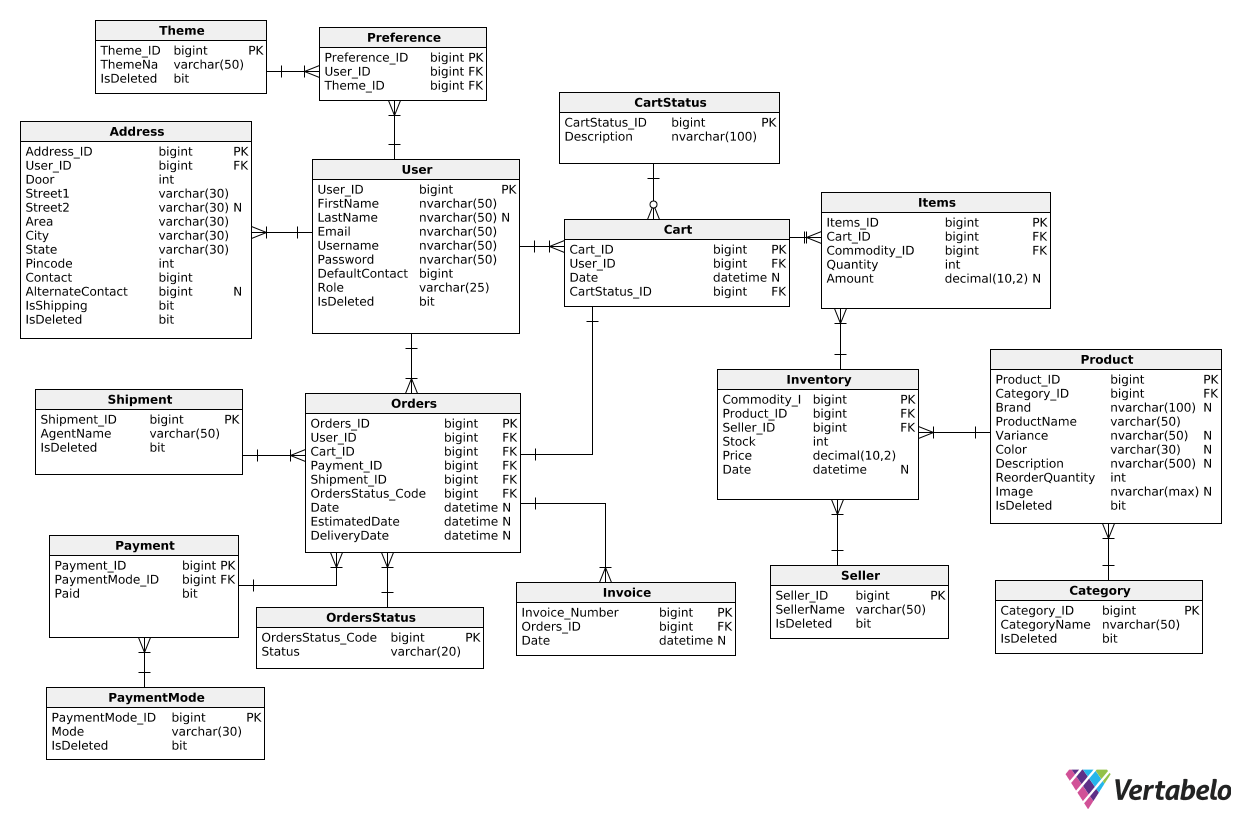 Theme
Theme_ID bigint PK
ThemeNa varchar(50)
IsDeleted bit
Preference
Preference_ID bigint PK
User_ID bigint FK
Theme_ID bigint FK
CartStatus
CartStatus_ID bigint PK
Description nvarchar(100)
Address
Address_ID bigint PK
User_ID bigint FK
Door int
Street1 varchar(30)
Street2 varchar(30) N
Area varchar(30)
City varchar(30)
State varchar(30)
Pincode int
Contact bigint
AlternateContact bigint N
IsShipping bit
IsDeleted bit
User
User_ID bigint PK
FirstName nvarchar(50)
LastName nvarchar(50) N
Email nvarchar(50)
Username nvarchar(50)
Password nvarchar(50)
DefaultContact bigint
Role varchar(25)
IsDeleted bit
Cart
Cart_ID bigint PK
User_ID bigint FK
Date datetime N
CartStatus_ID bigint FK
Items
Items_ID bigint PK
Cart_ID bigint FK
Commodity_ID bigint FK
Quantity int
Amount decimal(10,2) N
Shipment
Shipment_ID bigint PK
AgentName varchar(50)
IsDeleted bit
Orders
Orders_ID bigint PK
User_ID bigint FK
Cart_ID bigint FK
Payment_ID bigint FK
Shipment_ID bigint FK
OrdersStatus_Code bigint FK
Date datetime N
EstimatedDate datetime N
DeliveryDate datetime N
Inventory
Commodity_I bigint PK
Product_ID bigint FK
Seller_ID bigint FK
Stock int
Price decimal(10,2)
Date datetime N
Product
Product_ID bigint PK
Category_ID bigint FK
Brand nvarchar(100) N
ProductName varchar(50)
Variance nvarchar(50) N
Color varchar(30) N
Description nvarchar(500) N
ReorderQuantity int
Image nvarchar(max) N
IsDeleted bit
Payment
Payment_ID bigint PK
PaymentMode_ID bigint FK
Paid bit
OrdersStatus
OrdersStatus_Code bigint PK
Status varchar(20)
Invoice
Invoice_Number bigint PK
Orders_ID bigint FK
Date datetime N
Seller
Seller_ID bigint PK
SellerName varchar(50)
IsDeleted bit
Category
Category_ID bigint PK
CategoryName nvarchar(50)
IsDeleted bit
PaymentMode
PaymentMode_ID bigint PK
Mode varchar(30)
IsDeleted bit
Vertabelo